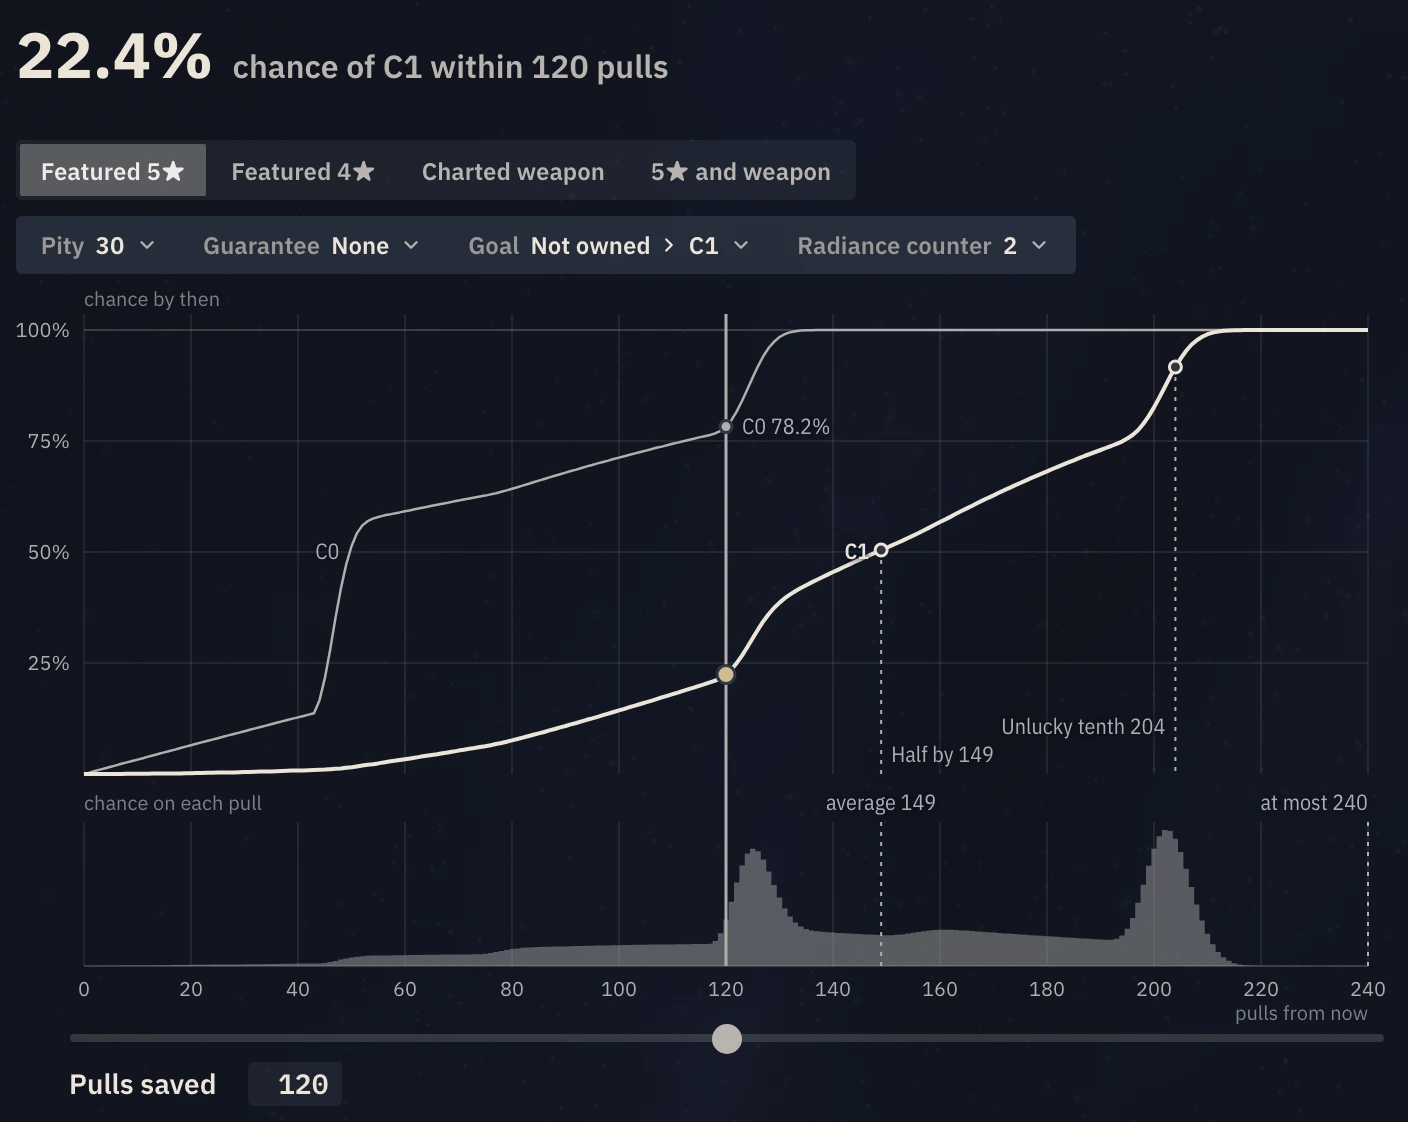 22.4% chance of C1 within 120 pulls
Featured 5★ Featured 4★ Charted weapon 5★ and weapon
Pity 30 Guarantee None Goal Not owned > C1 Radiance counter 2
chance by then
100%
75%
50%
25%
C0 78.2%
C0
C1
Unlucky tenth 204
Half by 149
chance on each pull
average 149
at most 240
0 20 40 60 80 100 120 140 160 180 200 220 240
pulls from now
Pulls saved 120